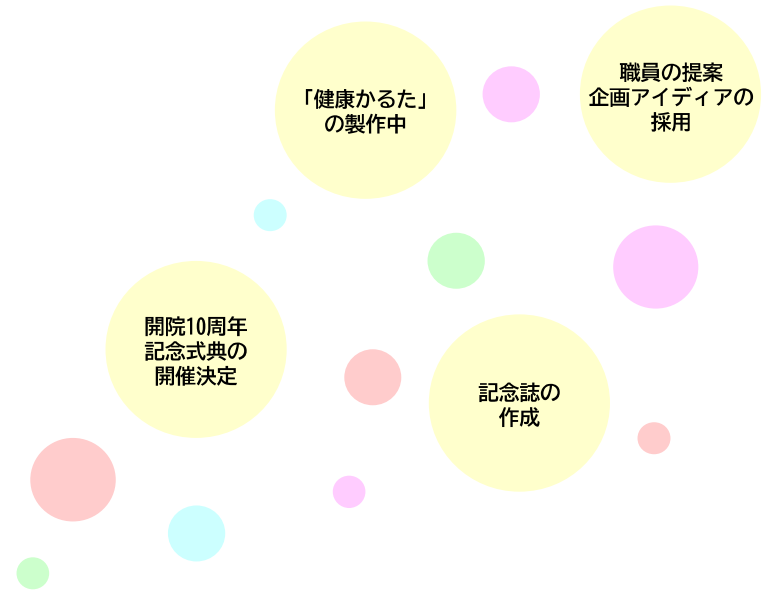 「健康かるた」
の製作中
職員の提案
企画アイディアの
採用
開院10周年
記念式典の
開催決定
記念誌の
作成